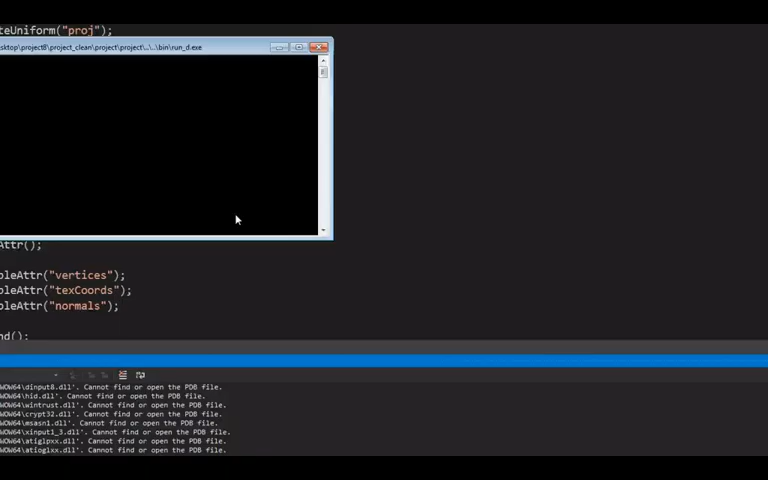 teUniform("proj");
sktop\project8\project_clean\project\project\..\..\bin\run_d.exe
Attr();
bleAttr("vertices");
bleAttr("texCoords");
bleAttr("normals");
nd();
WOW64\dinput8.dll'. Cannot find or open the PDB file.
WOW64\hid.dll'. Cannot find or open the PDB file.
WOW64\wintrust.dll'. Cannot find or open the PDB file.
WOW64\crypt32.dll'. Cannot find or open the PDB file.
WOW64\msasn1.dll'. Cannot find or open the PDB file.
WOW64\xinput1_3.dll'. Cannot find or open the PDB file.
WOW64\atiglpxx.dll'. Cannot find or open the PDB file.
WOW64\atioglxx.dll'. Cannot find or open the PDB file.